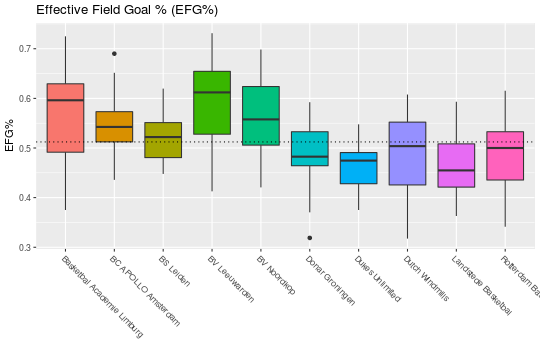 Effective Field Goal % (EFG%)
EFG%
0.7
0.6
0.5
0.4
0.3
Basketbal Academie Limburg
BC APOLLO Amsterdam
BS Leiden
BV Leeuwarden
BV Noordkop
Donar Groningen
Dukes Unlimited
Dutch Windmills
Landstede Basketbal
Rotterdam Bas